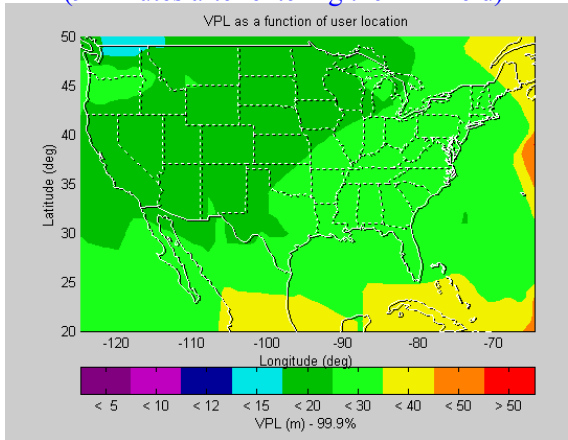 VPL as a function of user location
50
45
40
35
30
25
20
Latitude (deg)
-120 -110 -100 -90 -80 -70
Longitude (deg)
< 5 < 10 < 12 < 15 < 20 < 30 < 40 < 50 > 50
VPL (m) - 99.9%